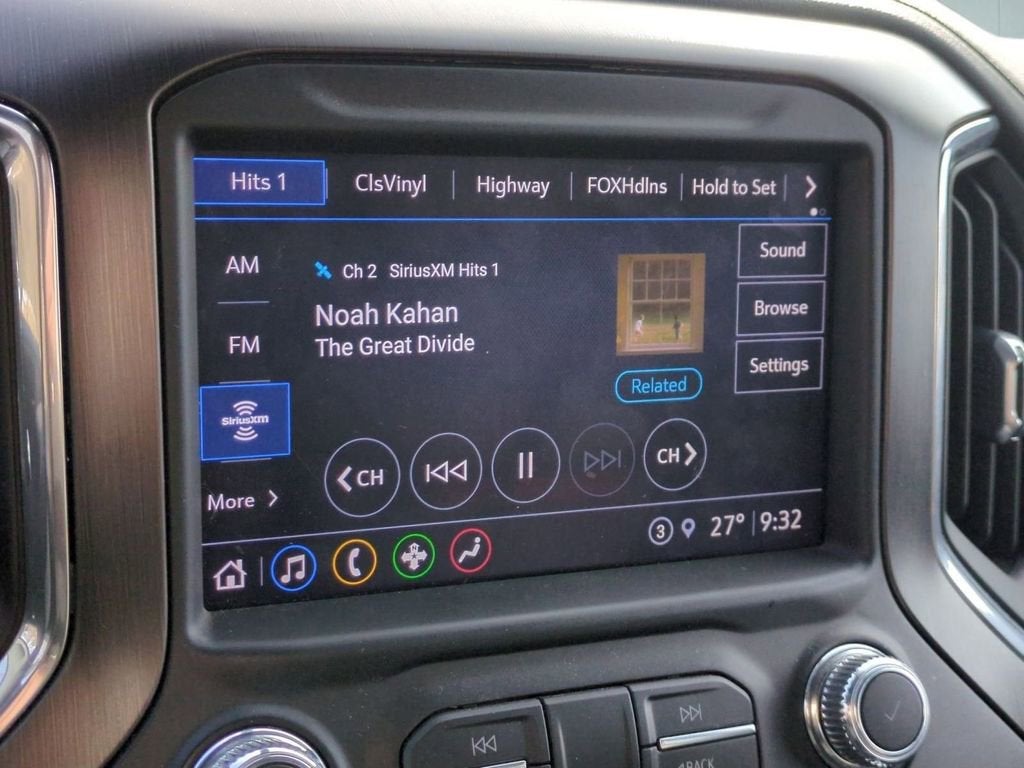 Hits 1
ClsVinyl
Highway
FOXHdlns
Hold to Set
AM
FM
SiriusXM
More
Ch 2 SiriusXM Hits 1
Noah Kahan
The Great Divide
Related
Sound
Browse
Settings
CH
CH
3
27° 9:32
N
BACK